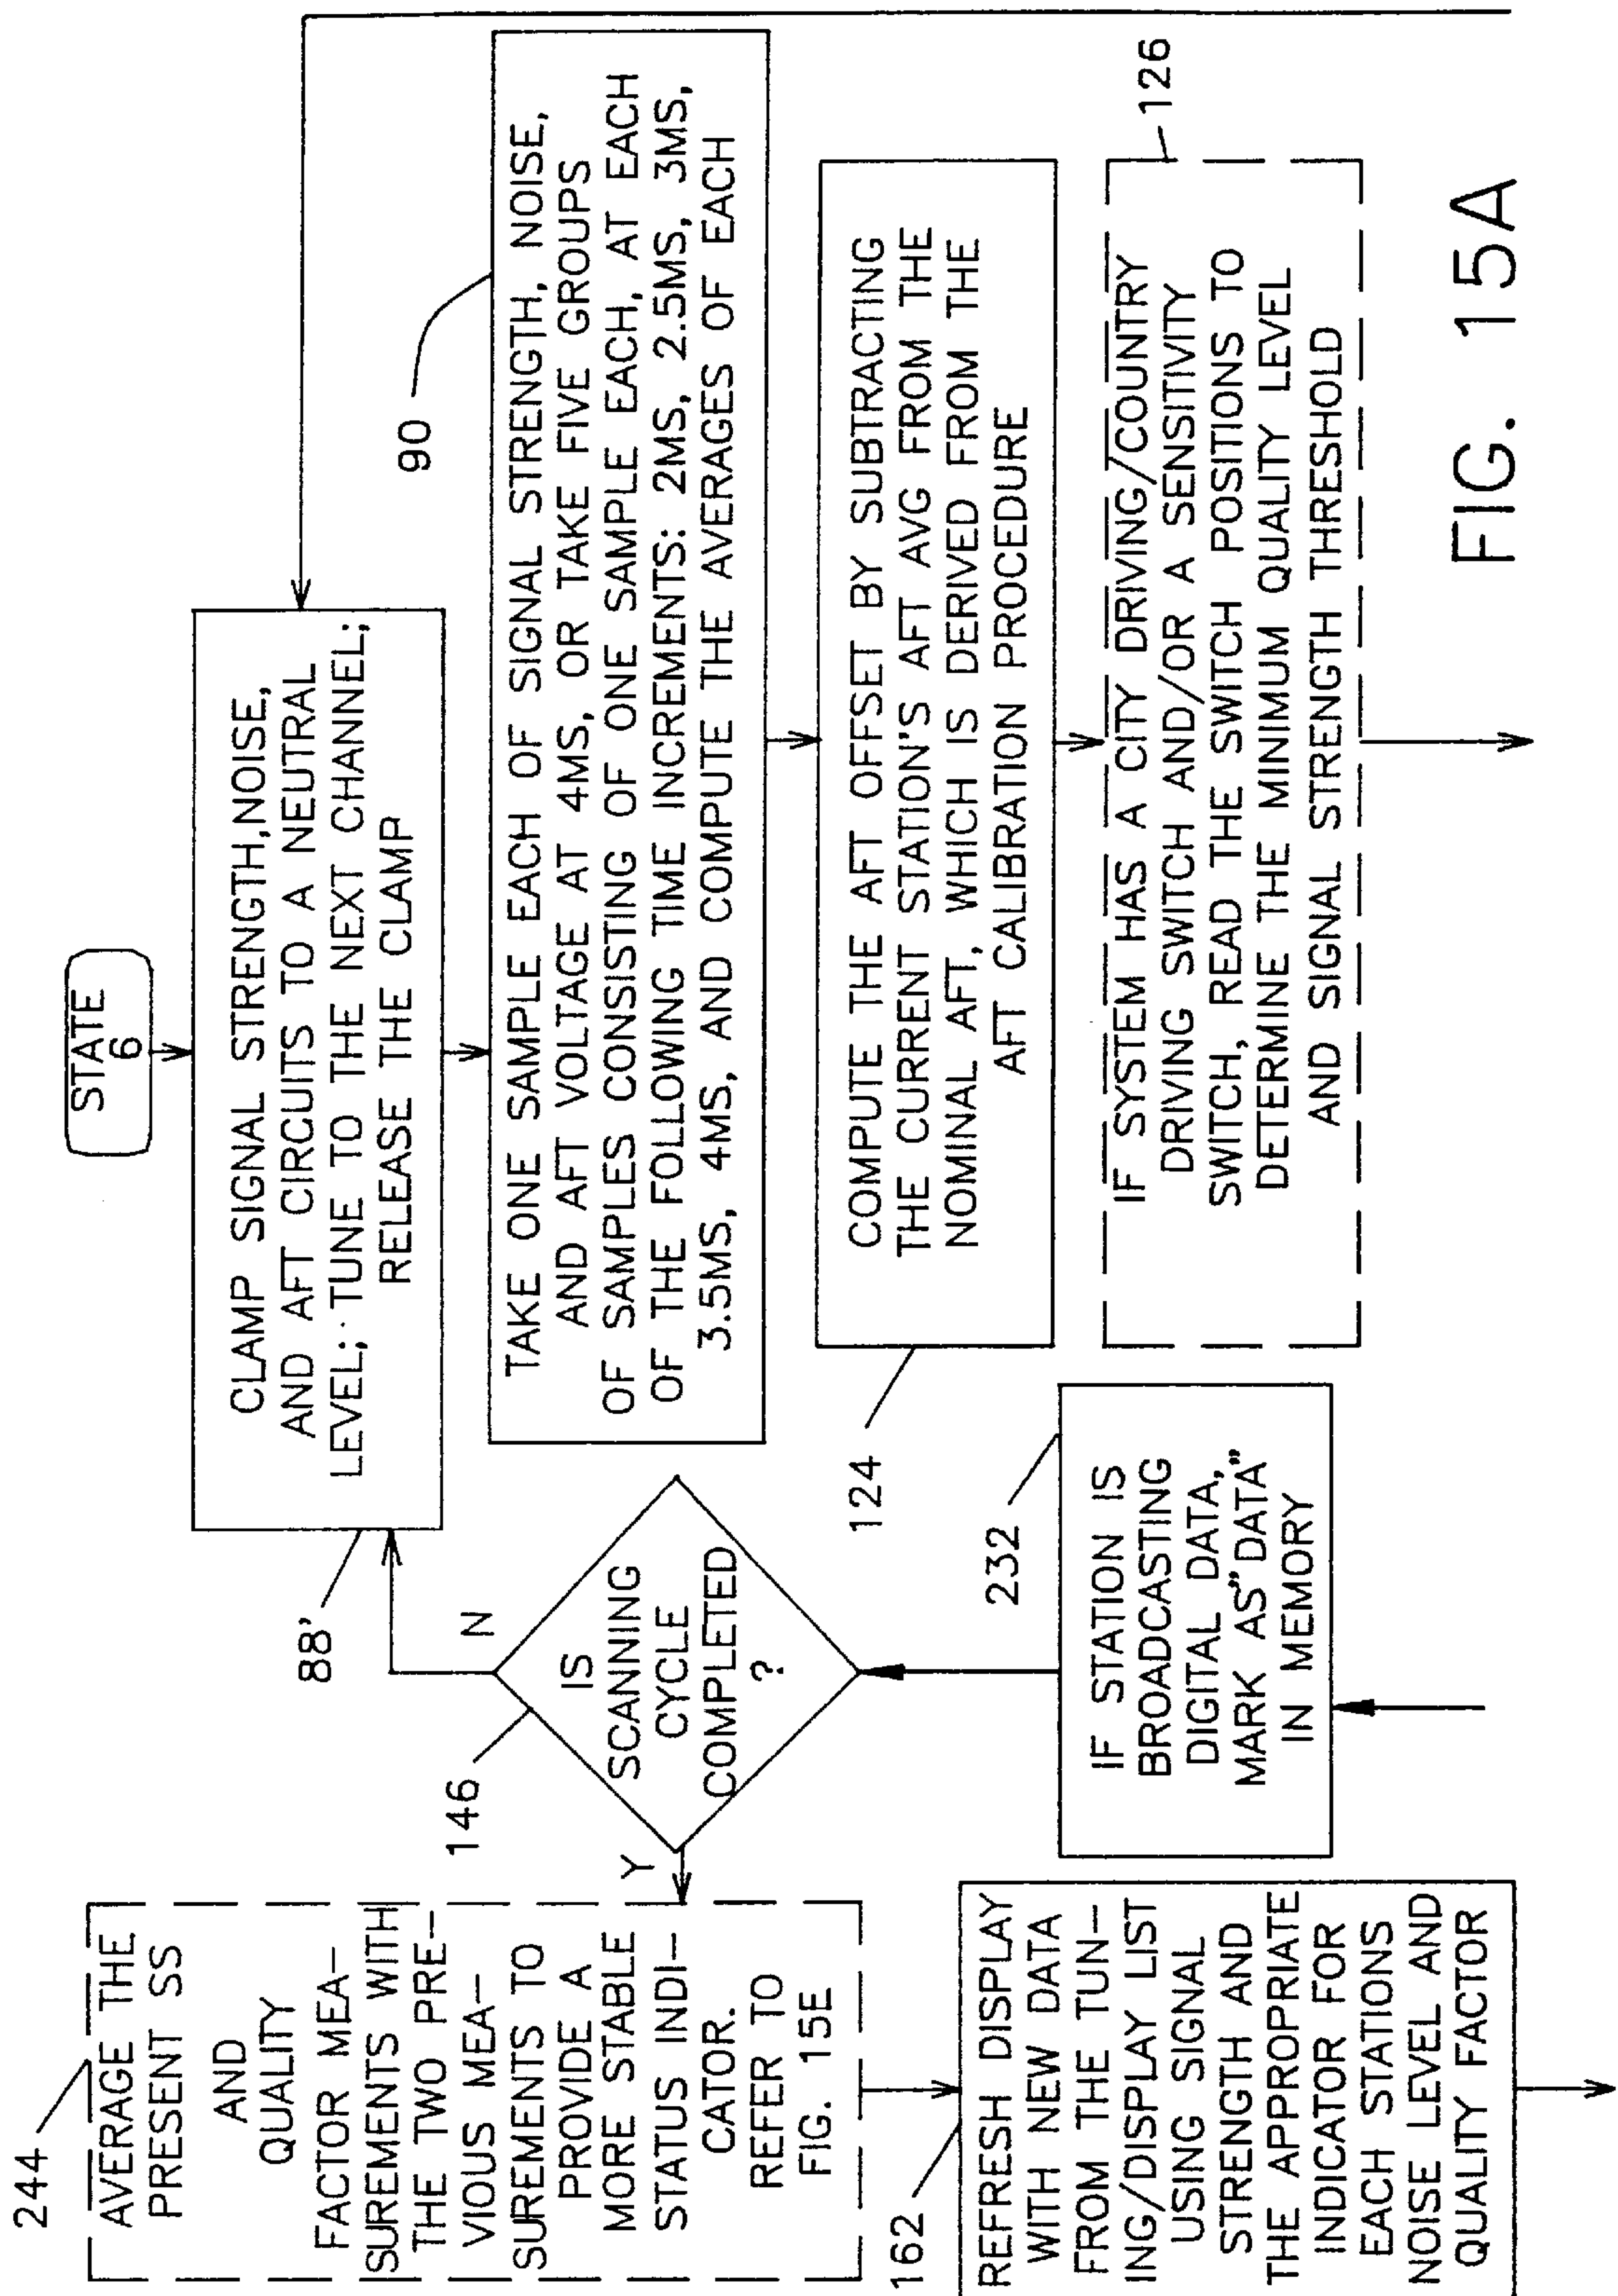 STATE
6
CLAMP SIGNAL STRENGTH,NOISE,
AND AFT CIRCUITS TO A NEUTRAL
LEVEL; TUNE TO THE NEXT CHANNEL;
RELEASE THE CLAMP
88'
90
TAKE ONE SAMPLE EACH OF SIGNAL STRENGTH, NOISE,
AND AFT VOLTAGE AT 4MS, OR TAKE FIVE GROUPS
OF SAMPLES CONSISTING OF ONE SAMPLE EACH, AT EACH
OF THE FOLLOWING TIME INCREMENTS: 2MS, 2.5MS, 3MS,
3.5MS, 4MS, AND COMPUTE THE AVERAGES OF EACH
COMPUTE THE AFT OFFSET BY SUBTRACTING
THE CURRENT STATION'S AFT AVG FROM THE
NOMINAL AFT, WHICH IS DERIVED FROM THE
AFT CALIBRATION PROCEDURE
124
126
IF SYSTEM HAS A CITY DRIVING/COUNTRY
DRIVING SWITCH AND/OR A SENSITIVITY
SWITCH, READ THE SWITCH POSITIONS TO
DETERMINE THE MINIMUM QUALITY LEVEL
AND SIGNAL STRENGTH THRESHOLD
N
146
IS
SCANNING
CYCLE
COMPLETED
?
Y
232
IF STATION IS
BROADCASTING
DIGITAL DATA,
MARK AS"DATA"
IN MEMORY
244
AVERAGE THE
PRESENT SS
AND
QUALITY
FACTOR MEA-
SUREMENTS WITH
THE TWO PRE-
VIOUS MEA-
SUREMENTS TO
PROVIDE A
MORE STABLE
STATUS INDI-
CATOR.
REFER TO
FIG. 15E
162
REFRESH DISPLAY
WITH NEW DATA
FROM THE TUN-
ING/DISPLAY LIST
USING SIGNAL
STRENGTH AND
THE APPROPRIATE
INDICATOR FOR
EACH STATIONS
NOISE LEVEL AND
QUALITY FACTOR
FIG. 15A